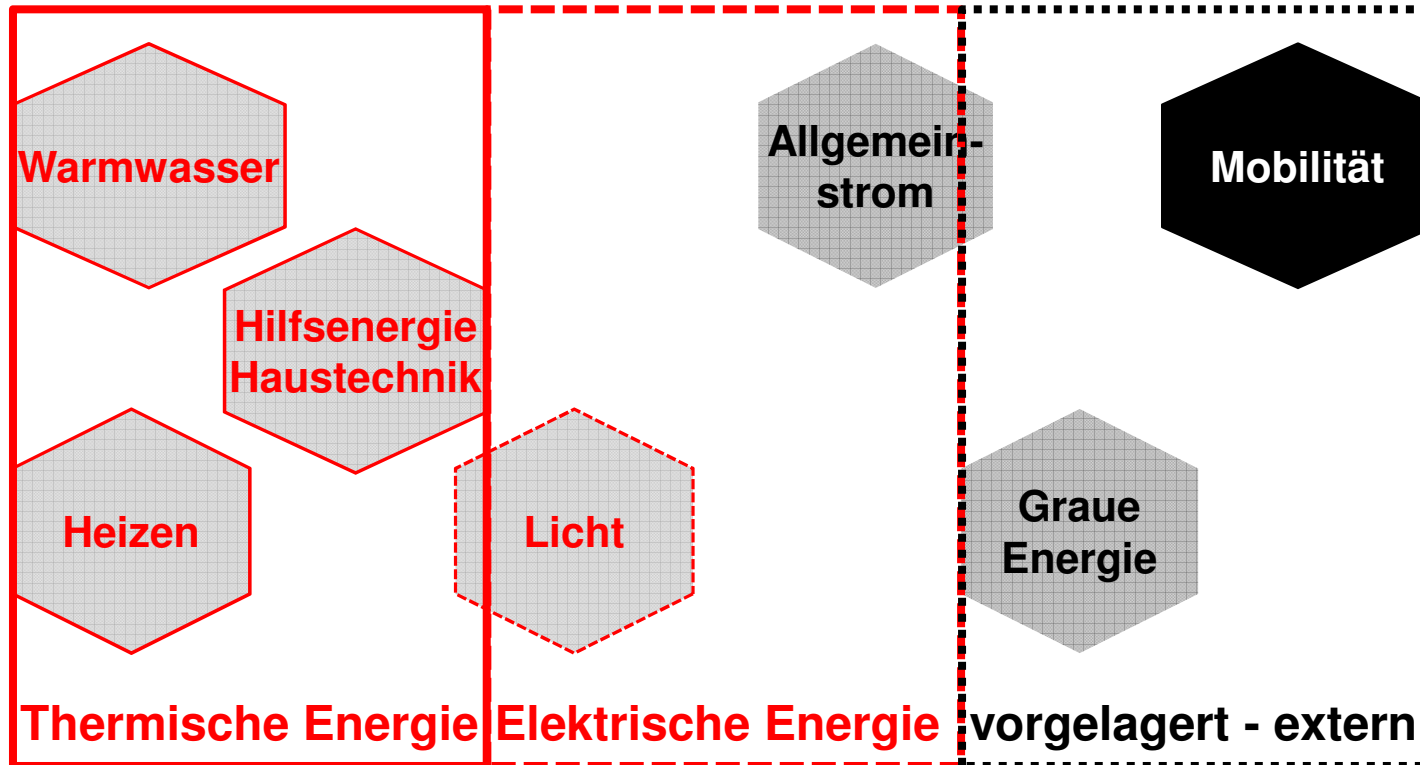 Warmwasser
Allgemein-
strom
Mobilität
Hilfsenergie
Haustechnik
Heizen
Licht
Graue
Energie
Thermische Energie
Elektrische Energie
vorgelagert - extern